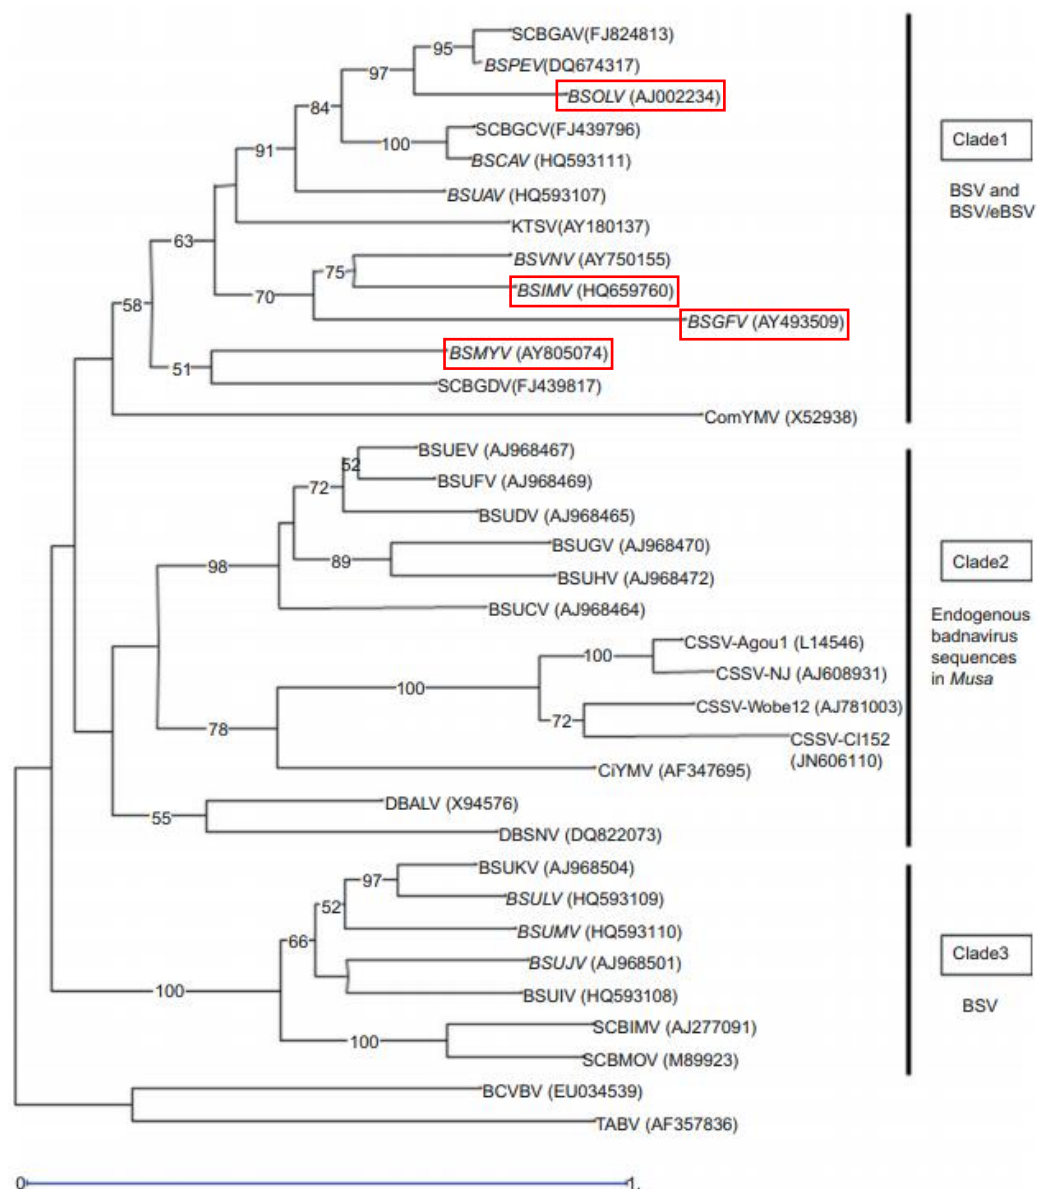 SCBGAV(FJ824813)
95
BSPEV(DQ674317)
97
BSOLV (AJ002234)
84
SCBGCV(FJ439796)
100
Clade1
91
BSCAV (HQ593111)
BSV and
BSV/eBSV
BSUAV (HQ593107)
KTSV(AY180137)
63
BSVNV (AY750155)
75
BSIMV (HQ659760)
70
58
BSGFV (AY493509)
BSMYV (AY805074)
51
SCBGDV(FJ439817)
ComYMV (X52938)
BSUEV (AJ968467)
52
BSUFV (AJ968469)
72
BSUDV (AJ968465)
BSUGV (AJ968470)
89
Clade2
98
BSUHV (AJ968472)
BSUCV (AJ968464)
Endogenous
badnavirus
sequences
in Musa
CSSV-Agou1 (L14546)
100
CSSV-NJ (AJ608931)
100
CSSV-Wobe12 (AJ781003)
72
78
CSSV-CI152
(JN606110)
CiYMV (AF347695)
DBALV (X94576)
55
DBSNV (DQ822073)
BSUKV (AJ968504)
97
BSULV (HQ593109)
52
BSUMV (HQ593110)
66
Clade3
BSUJV (AJ968501)
100
BSUIV (HQ593108)
BSV
SCBIMV (AJ277091)
100
SCBMOV (M89923)
BCVBV (EU034539)
TABV (AF357836)
0
1.